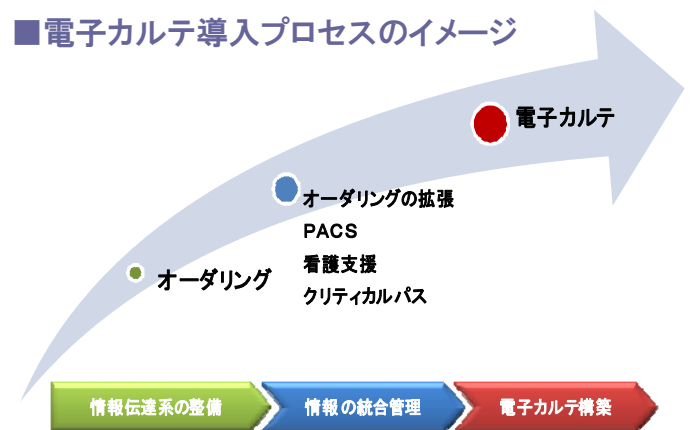 ■電子カルテ導入プロセスのイメージ
電子カルテ
オーダリングの拡張
PACS
看護支援
クリティカルパス
オーダリング
情報伝達系の整備
情報の統合管理
電子カルテ構築